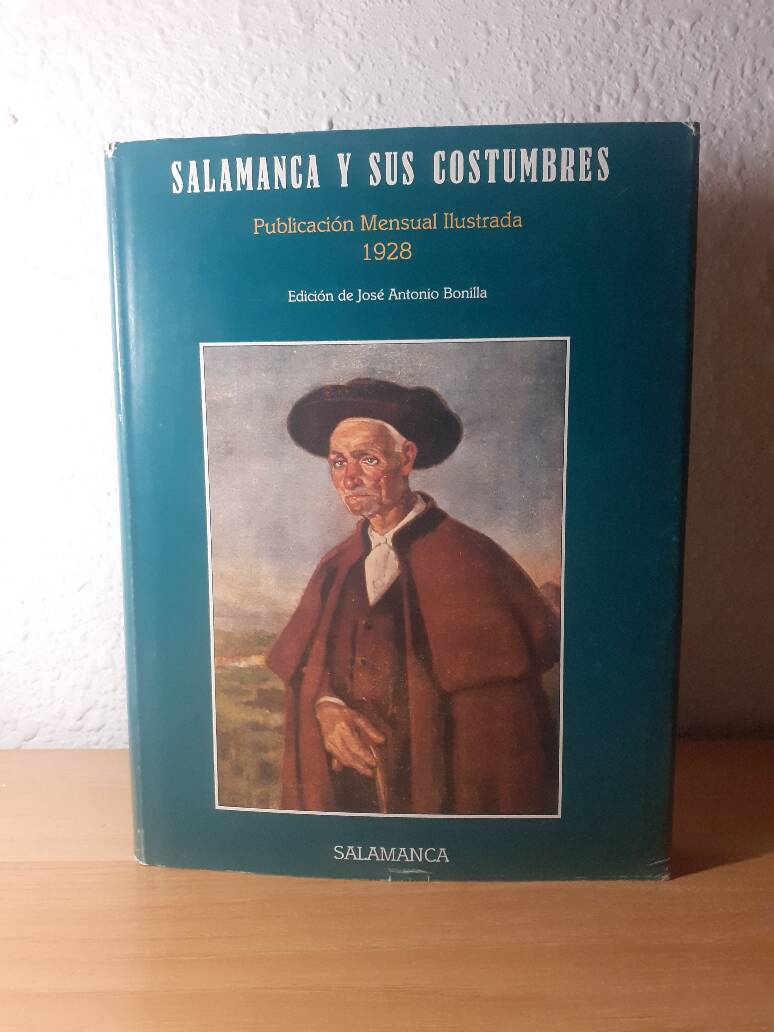 SALAMANCA Y SUS COSTUMBRES
Publicación Mensual Ilustrada
1928
Edición de José Antonio Bonilla
SALAMANCA